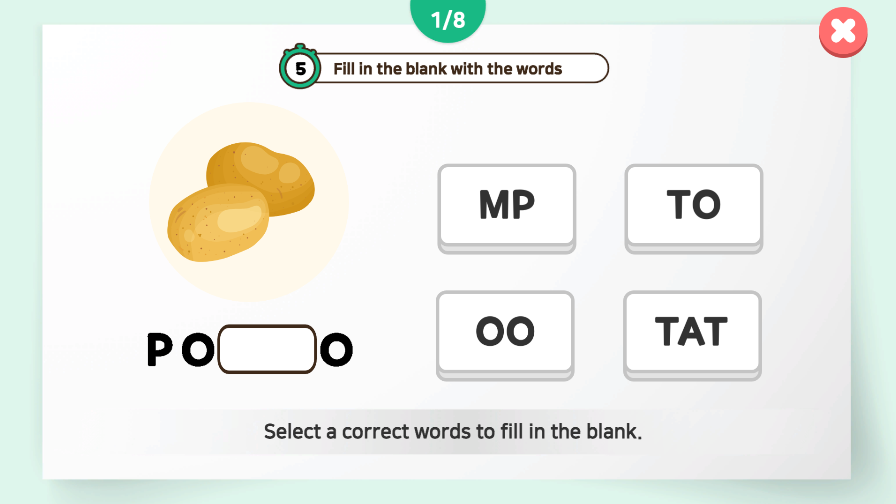 1/8
5 Fill in the blank with the words
MP TO
OO TAT
P O O
Select a correct words to fill in the blank.